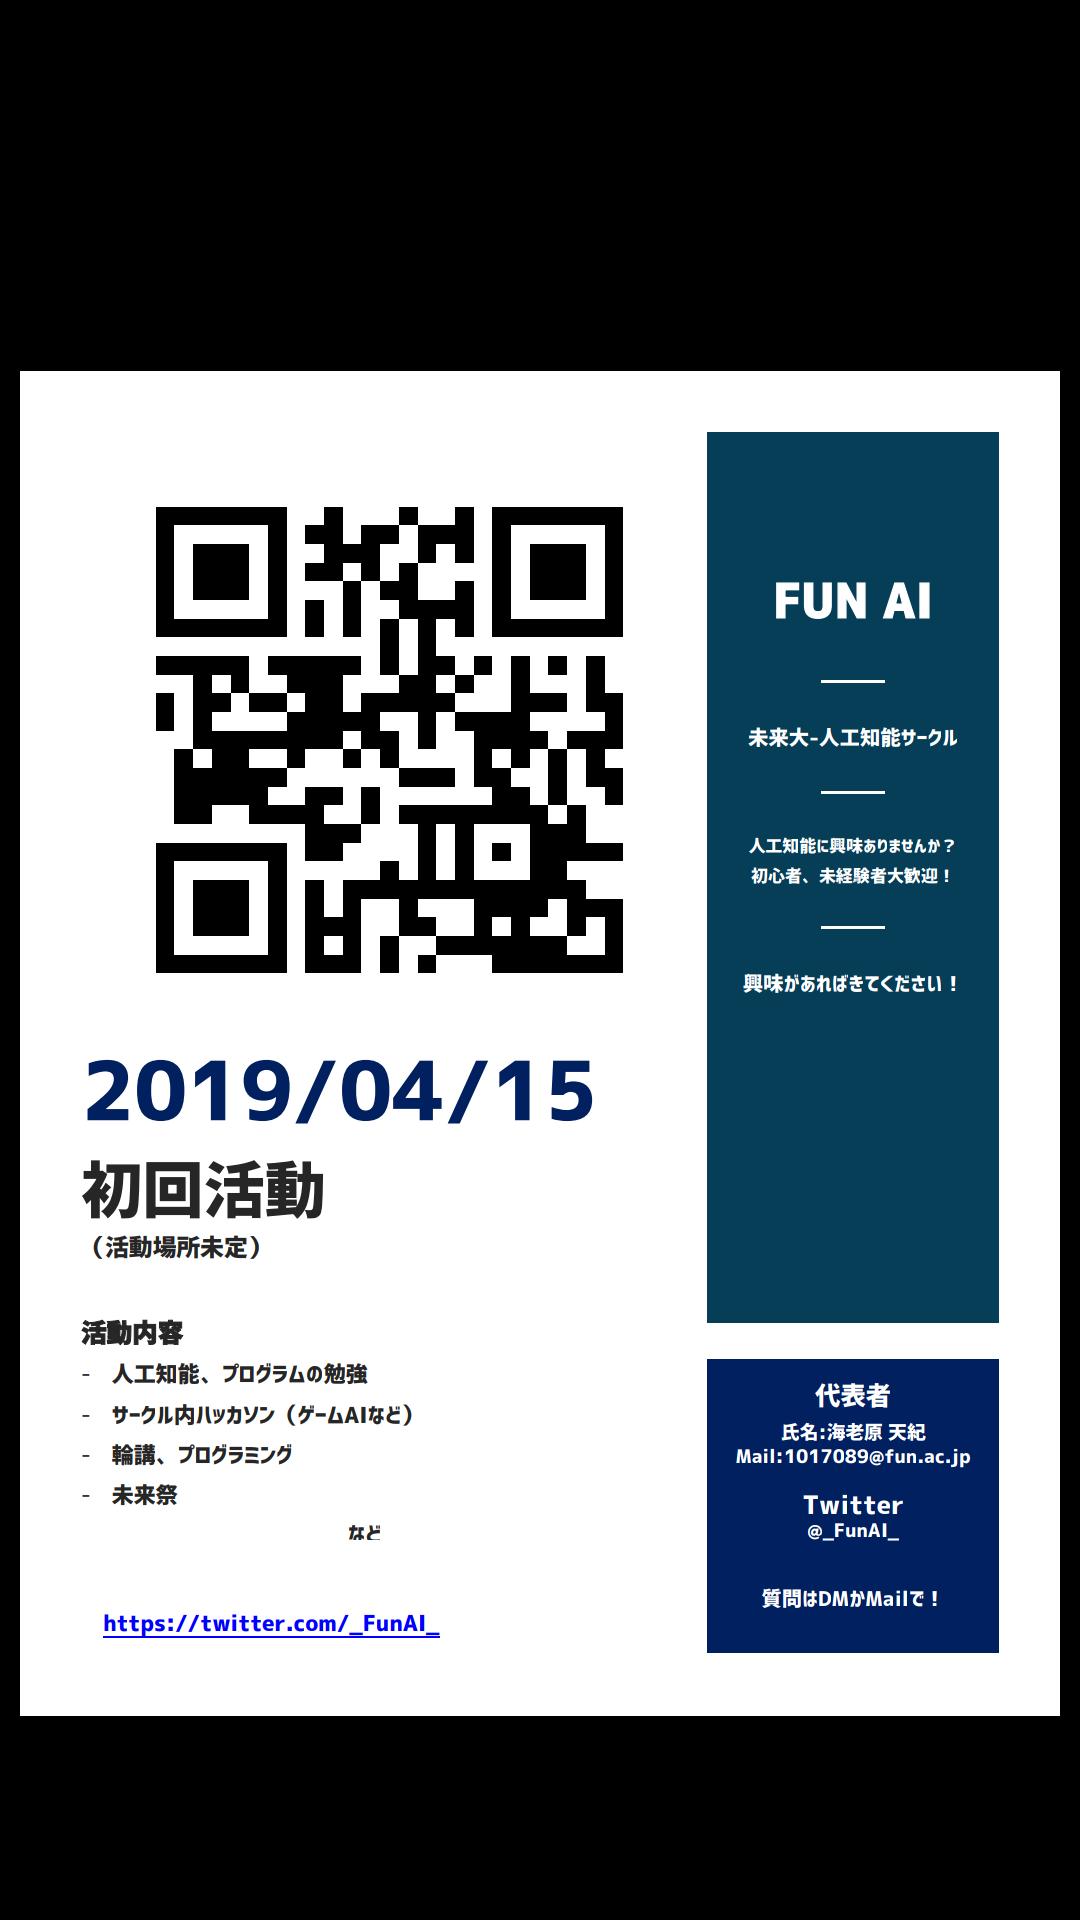 2019/04/15
初回活動
（活動場所未定）
活動内容
- 人工知能、プログラムの勉強
- サークル内ハッカソン（ゲームAIなど）
- 輪講、プログラミング
- 未来祭
など
https://twitter.com/_FunAI_
FUN AI
未来大-人工知能サークル
人工知能に興味ありませんか？
初心者、未経験者大歓迎！
興味があればきてください！
代表者
氏名:海老原 天紀
Mail:1017089@fun.ac.jp
Twitter
@_FunAI_
質問はDMかMailで！